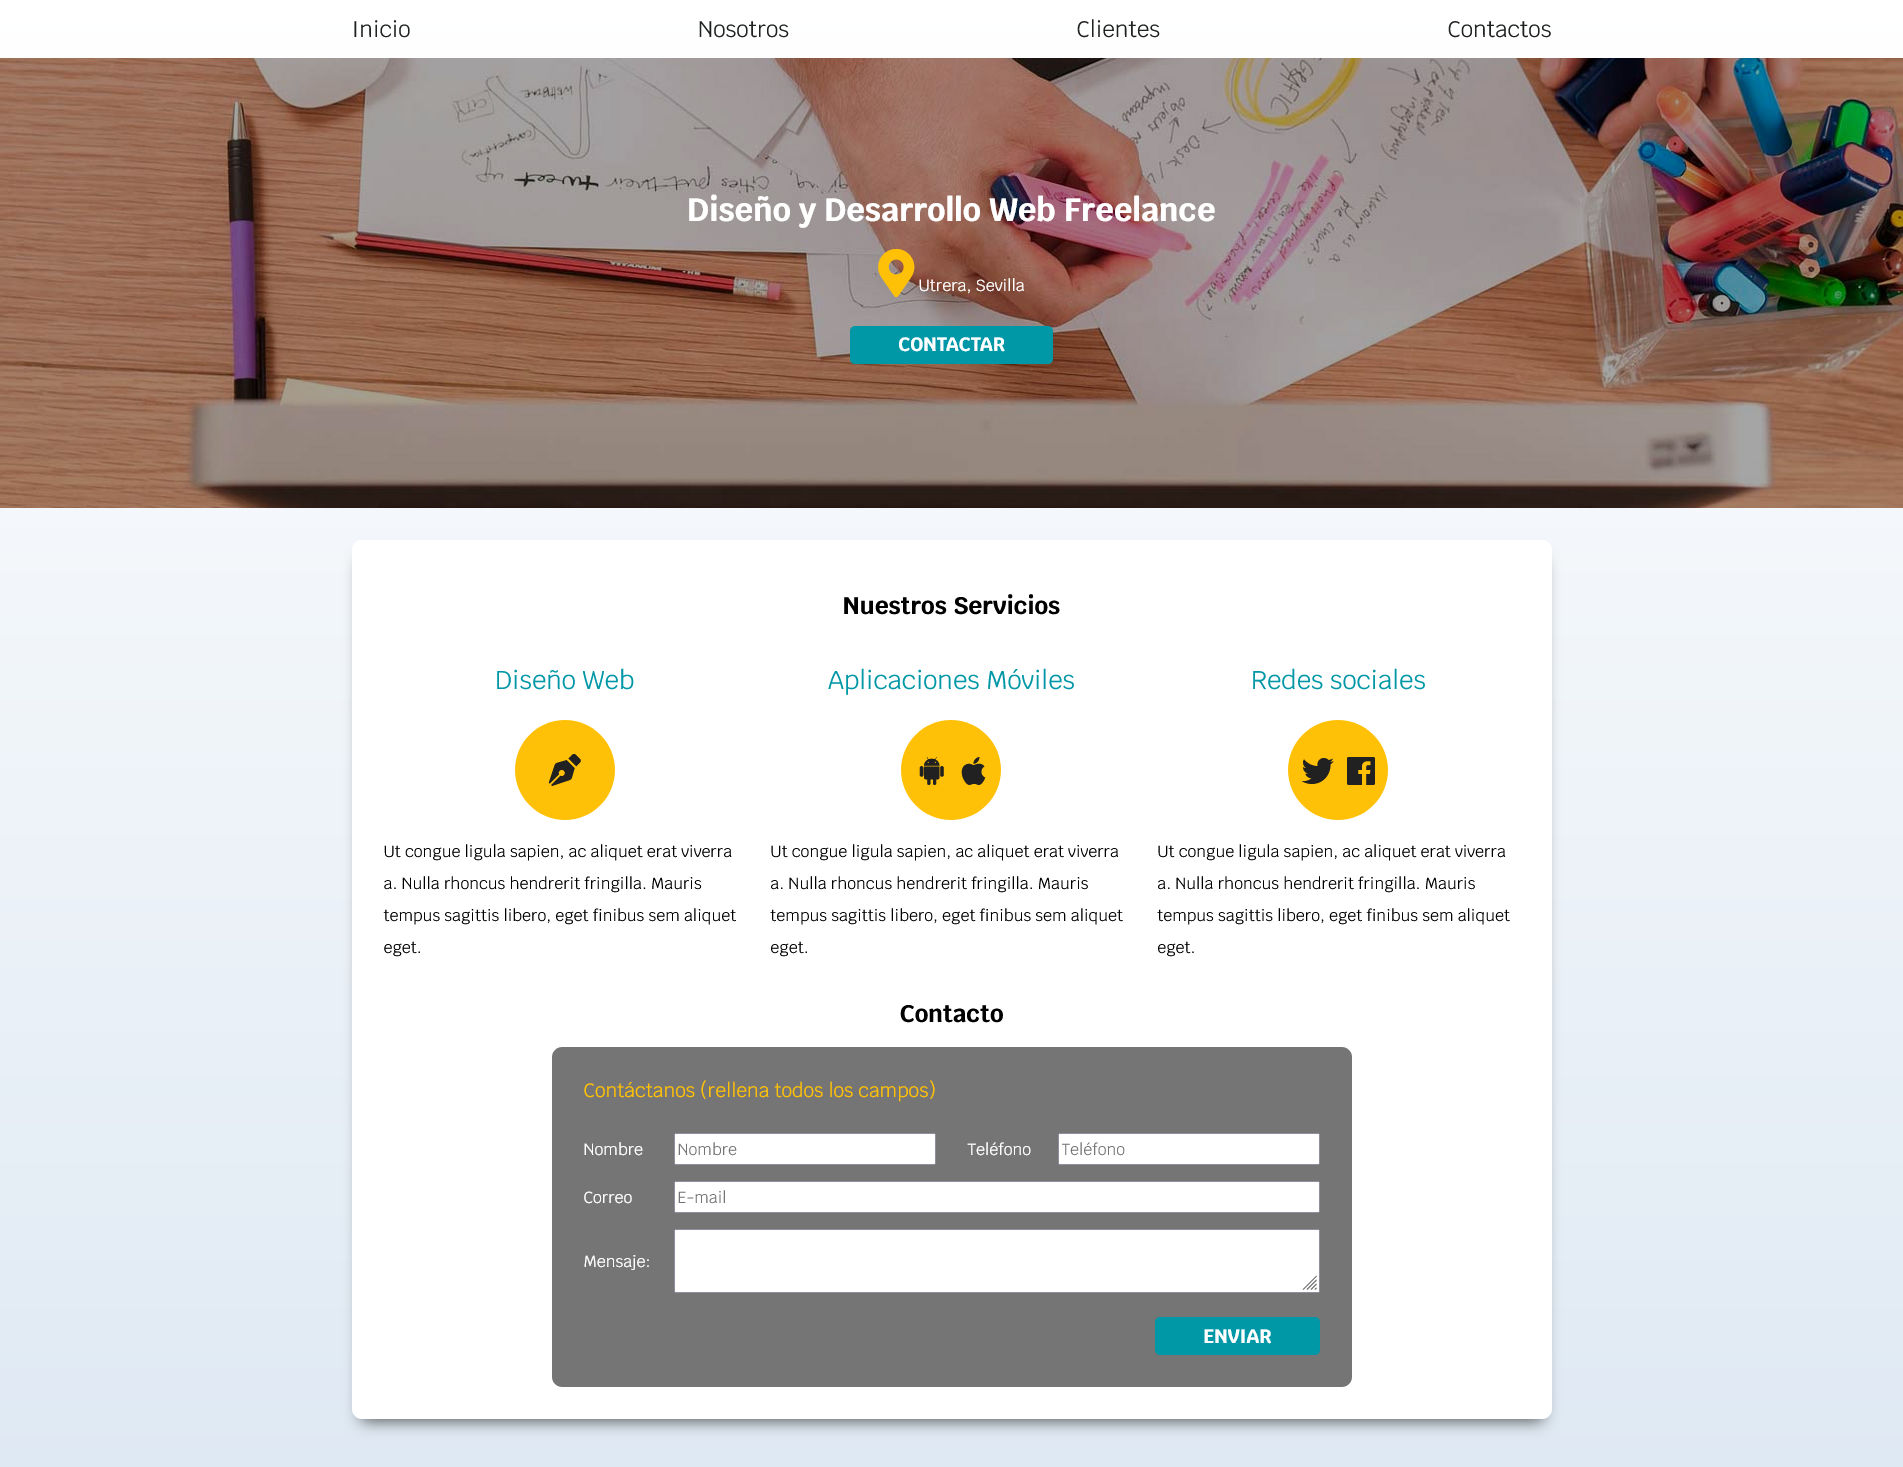 Inicio Nosotros Clientes Contactos
Diseño y Desarrollo Web Freelance
Utrera, Sevilla
CONTACTAR
Nuestros Servicios
Diseño Web Aplicaciones Móviles Redes sociales
Ut congue ligula sapien, ac aliquet erat viverra
a. Nulla rhoncus hendrerit fringilla. Mauris
tempus sagittis libero, eget finibus sem aliquet
eget.
Ut congue ligula sapien, ac aliquet erat viverra
a. Nulla rhoncus hendrerit fringilla. Mauris
tempus sagittis libero, eget finibus sem aliquet
eget.
Ut congue ligula sapien, ac aliquet erat viverra
a. Nulla rhoncus hendrerit fringilla. Mauris
tempus sagittis libero, eget finibus sem aliquet
eget.
Contacto
Contáctanos (rellena todos los campos)
Nombre Nombre Teléfono Teléfono
Correo E-mail
Mensaje:
ENVIAR